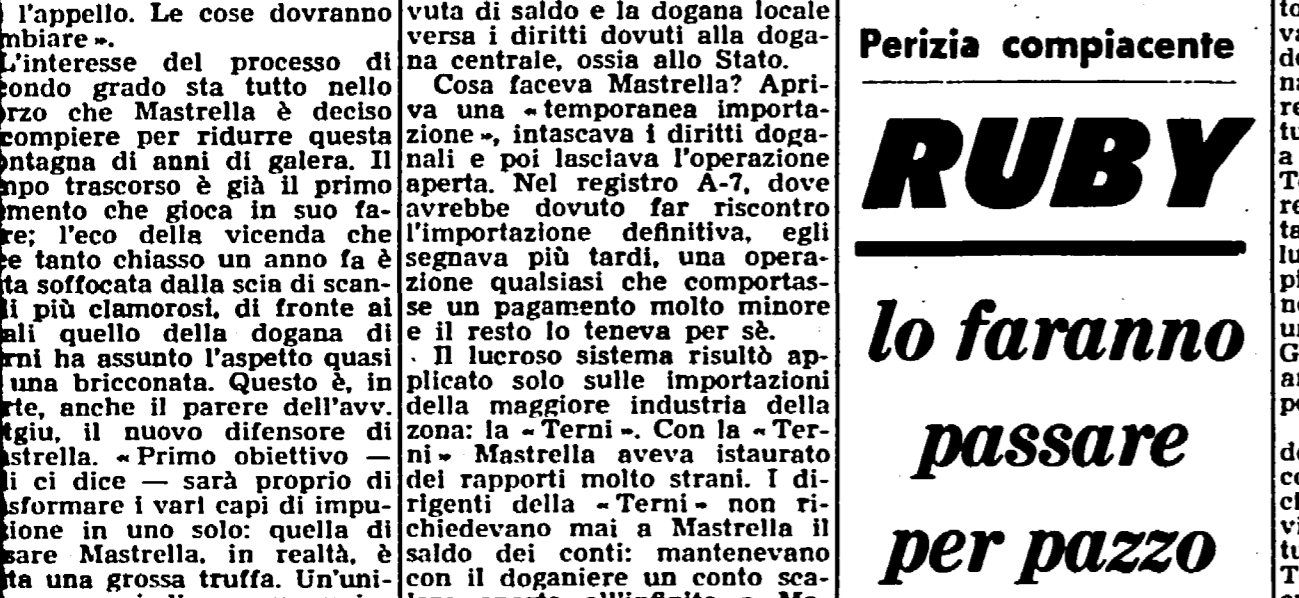 l'appello. Le cose dovranno
mbiare ».
L'interesse del processo di
condo grado sta tutto nello
rzo che Mastrella è deciso
compiere per ridurre questa
ontagna di anni di galera. Il
mpo trascorso è già il primo
mento che gioca in suo fa-
re; l'eco della vicenda che
e tanto chiasso un anno fa è
ta soffocata dalla scia di scan-
li più clamorosi, di fronte ai
ali quello della dogana di
rni ha assunto l'aspetto quasi
una bricconata. Questo è, in
rte, anche il parere dell'avv.
tgiu, il nuovo difensore di
strella. « Primo obiettivo —
li ci dice — sarà proprio di
sformare i vari capi di impu-
zione in uno solo: quella di
sare Mastrella, in realtà, è
ta una grossa truffa. Un'uni-
vuta di saldo e la dogana locale
versa i diritti dovuti alla doga-
na centrale, ossia allo Stato.
Cosa faceva Mastrella? Apri-
va una « temporanea importa-
zione », intascava i diritti doga-
nali e poi lasciava l'operazione
aperta. Nel registro A-7, dove
avrebbe dovuto far riscontro
l'importazione definitiva, egli
segnava più tardi, una opera-
zione qualsiasi che comportas-
se un pagamento molto minore
e il resto lo teneva per sè.
Il lucroso sistema risultò ap-
plicato solo sulle importazioni
della maggiore industria della
zona: la « Terni ». Con la « Ter-
ni » Mastrella aveva istaurato
dei rapporti molto strani. I di-
rigenti della « Terni » non ri-
chiedevano mai a Mastrella il
saldo dei conti: mantenevano
con il doganiere un conto sca-
Perizia compiacente
RUBY
lo faranno
passare
per pazzo